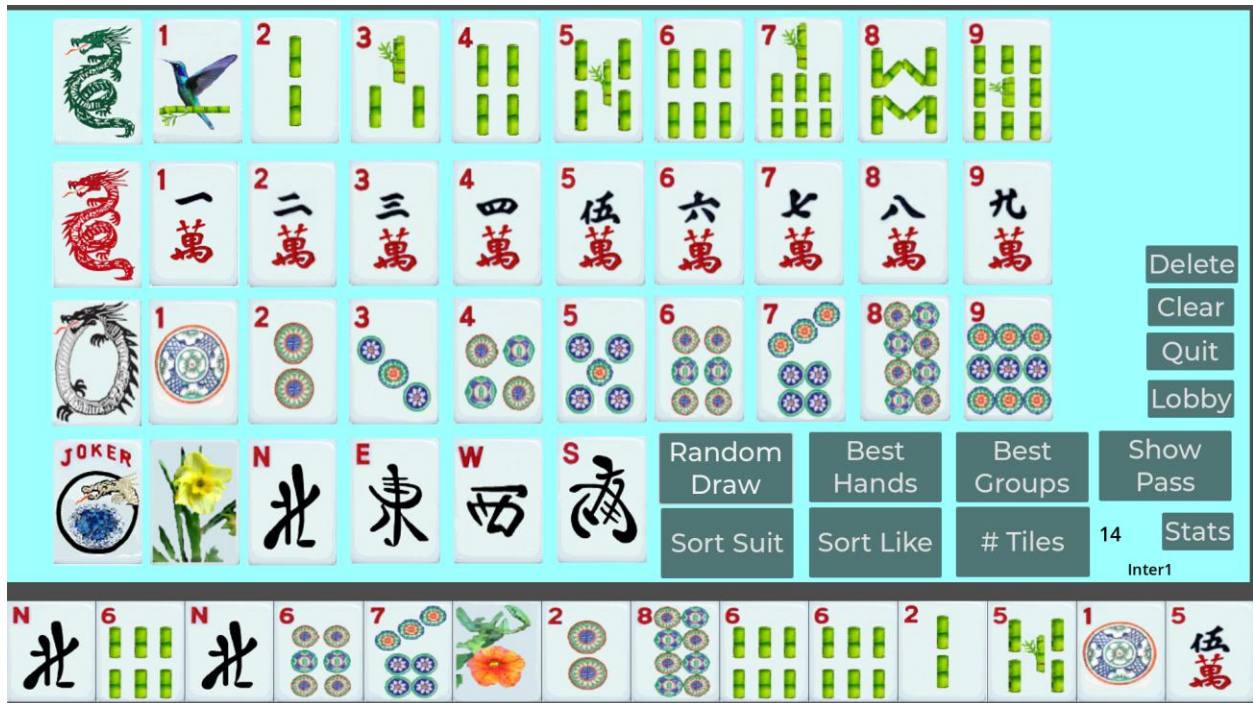 1 2 3 4 5 6 7 8 9
1 2 3 4 5 6 7 8 9
一 二 三 四 伍 六 七 八 九
萬 萬 萬 萬 萬 萬 萬 萬 萬
Delete
1 2 3 4 5 6 7 8 9
Clear
Quit
Lobby
JOKER N E W S
北 東 西 南
Random Draw
Best Hands
Best Groups
Show Pass
Sort Suit
Sort Like
# Tiles
14
Stats
Inter1
N 6 N 6 7 2 8 6 6 2 5 1 5
北 北 伍
萬